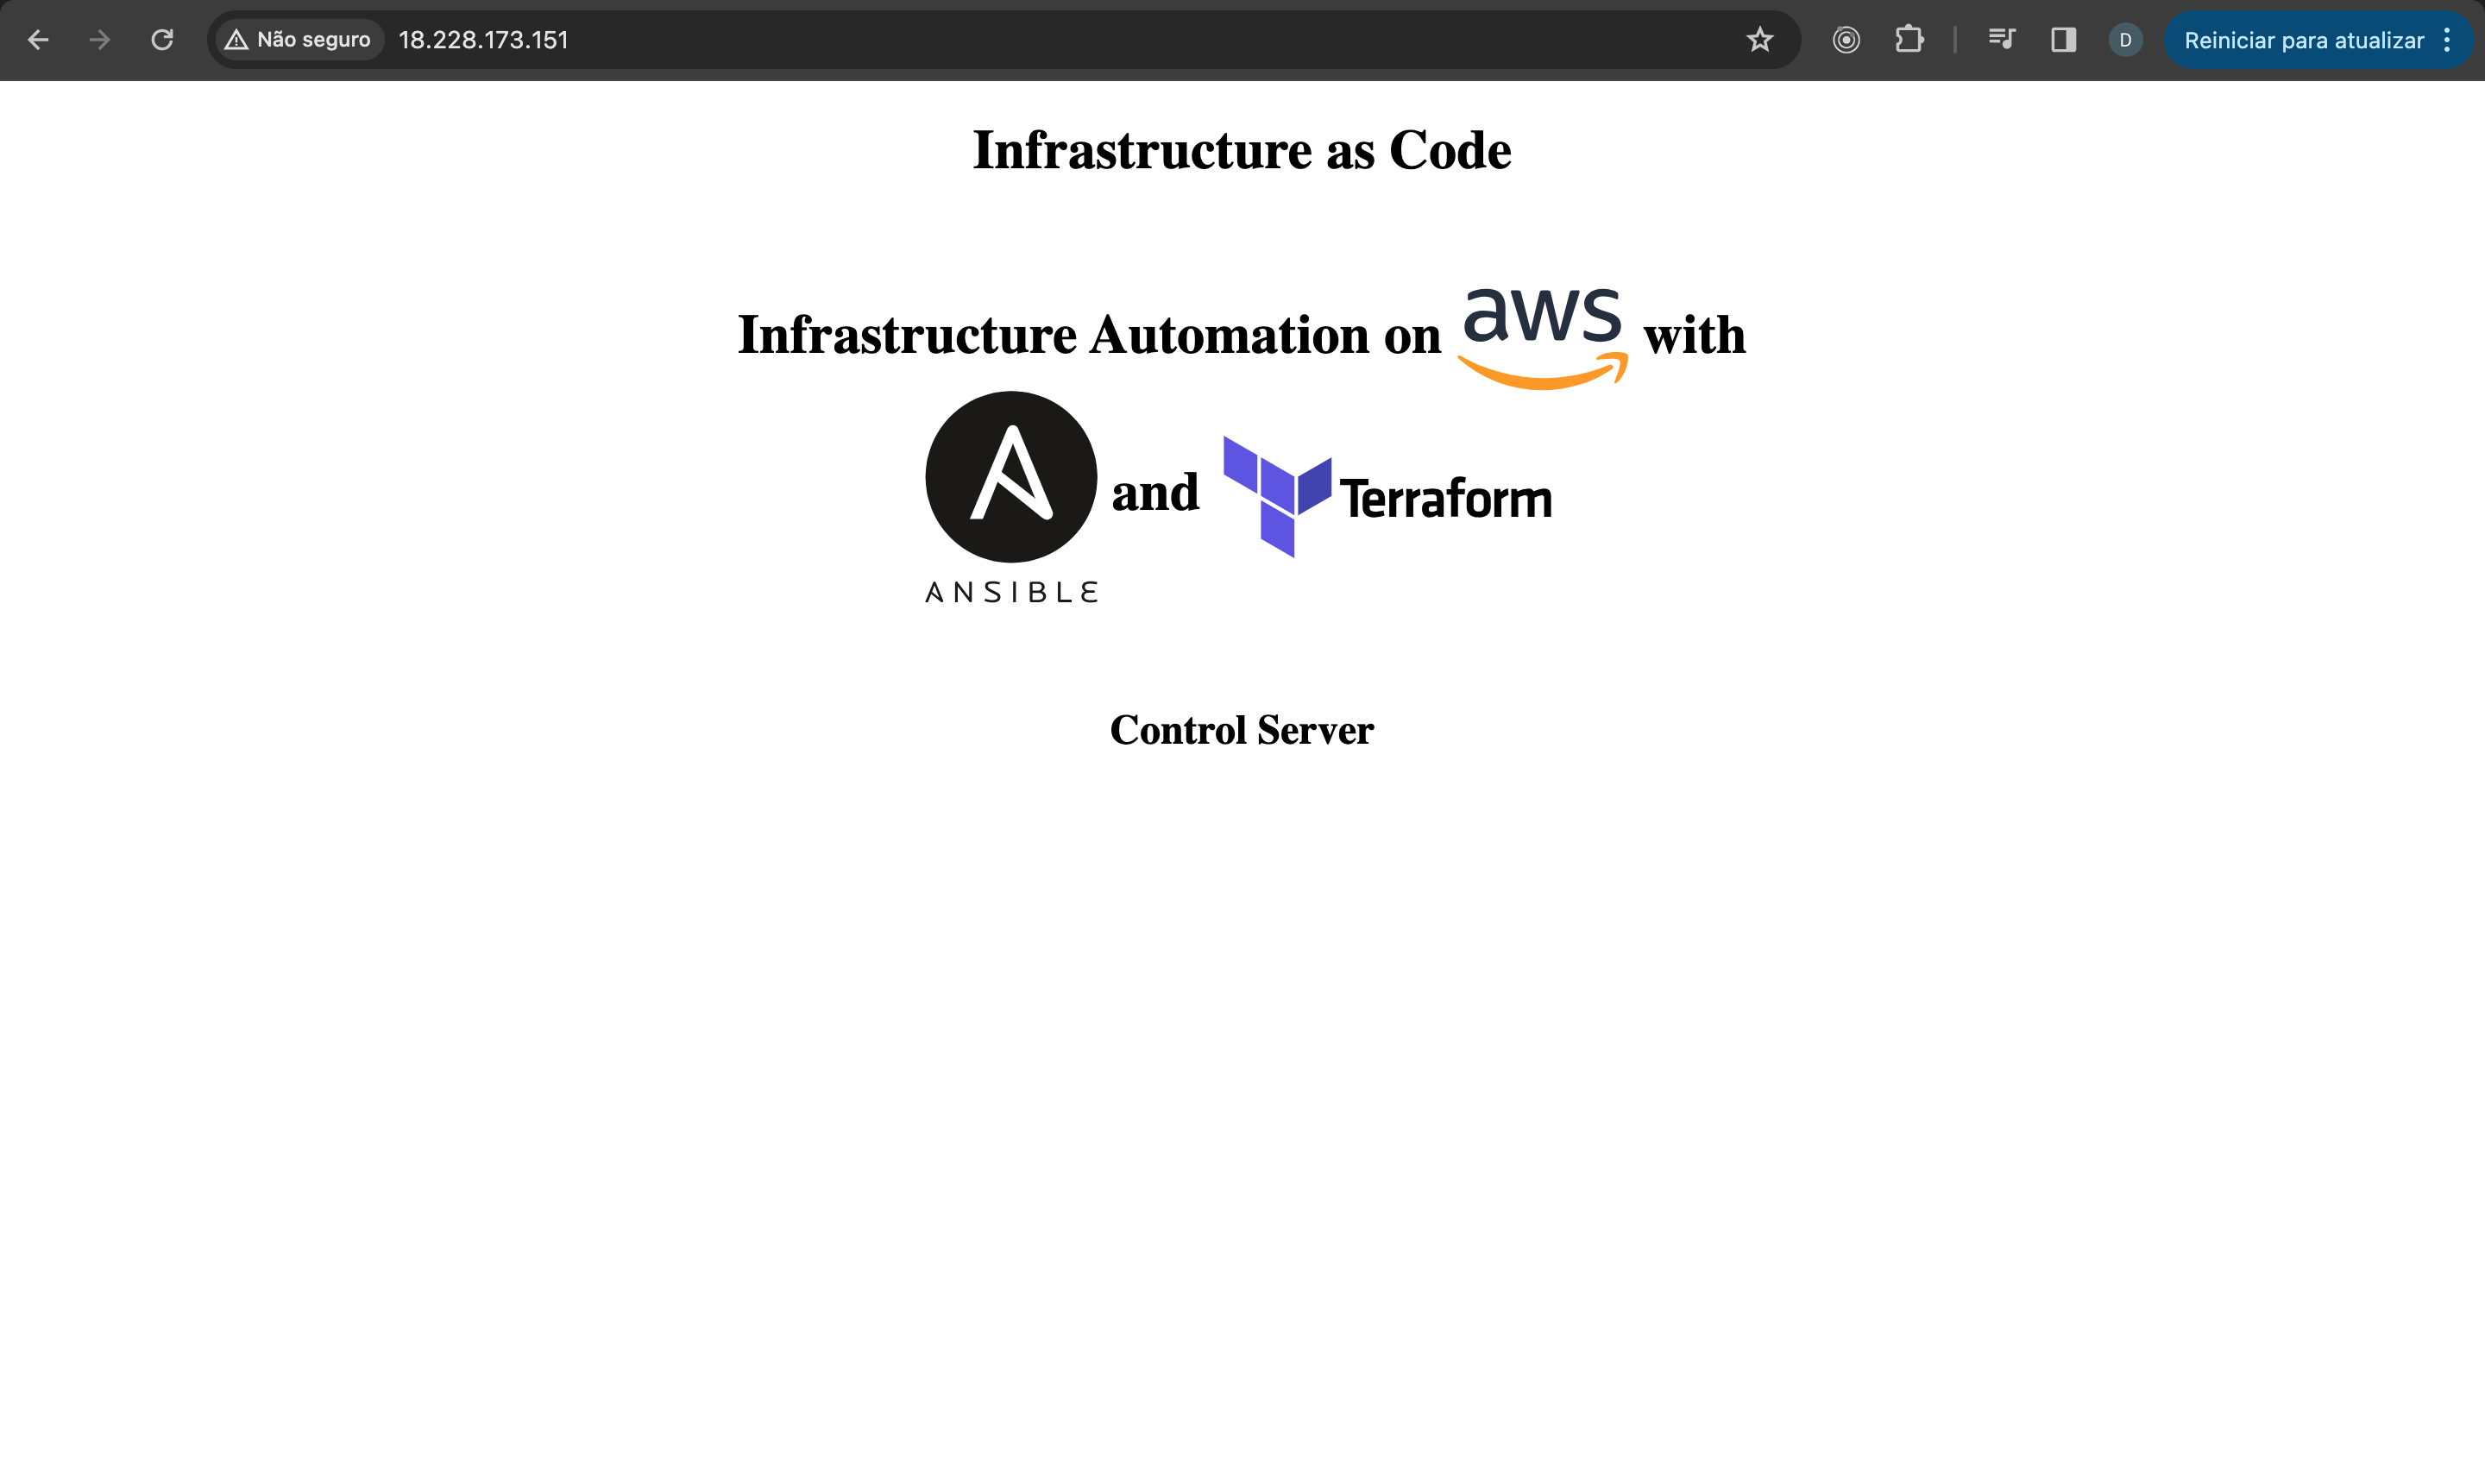 Não seguro 18.228.173.151 D Reiniciar para atualizar
Infrastructure as Code
Infrastructure Automation on aws with
and Terraform
ANSIBLE
Control Server